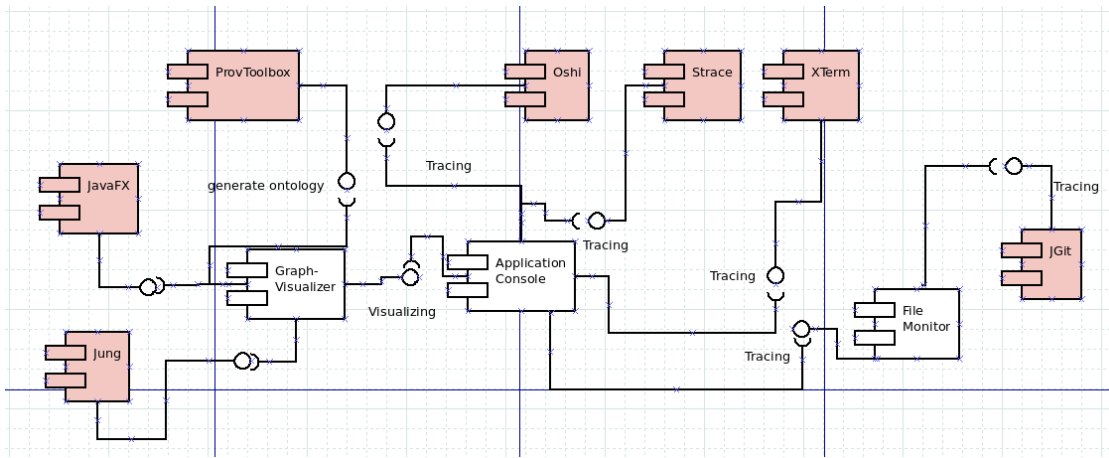 ProvToolbox
Oshi
Strace
XTerm
Tracing
JavaFX
generate ontology
Tracing
Tracing
JGit
Graph-
Visualizer
Application
Console
Tracing
Visualizing
File
Monitor
Jung
Tracing